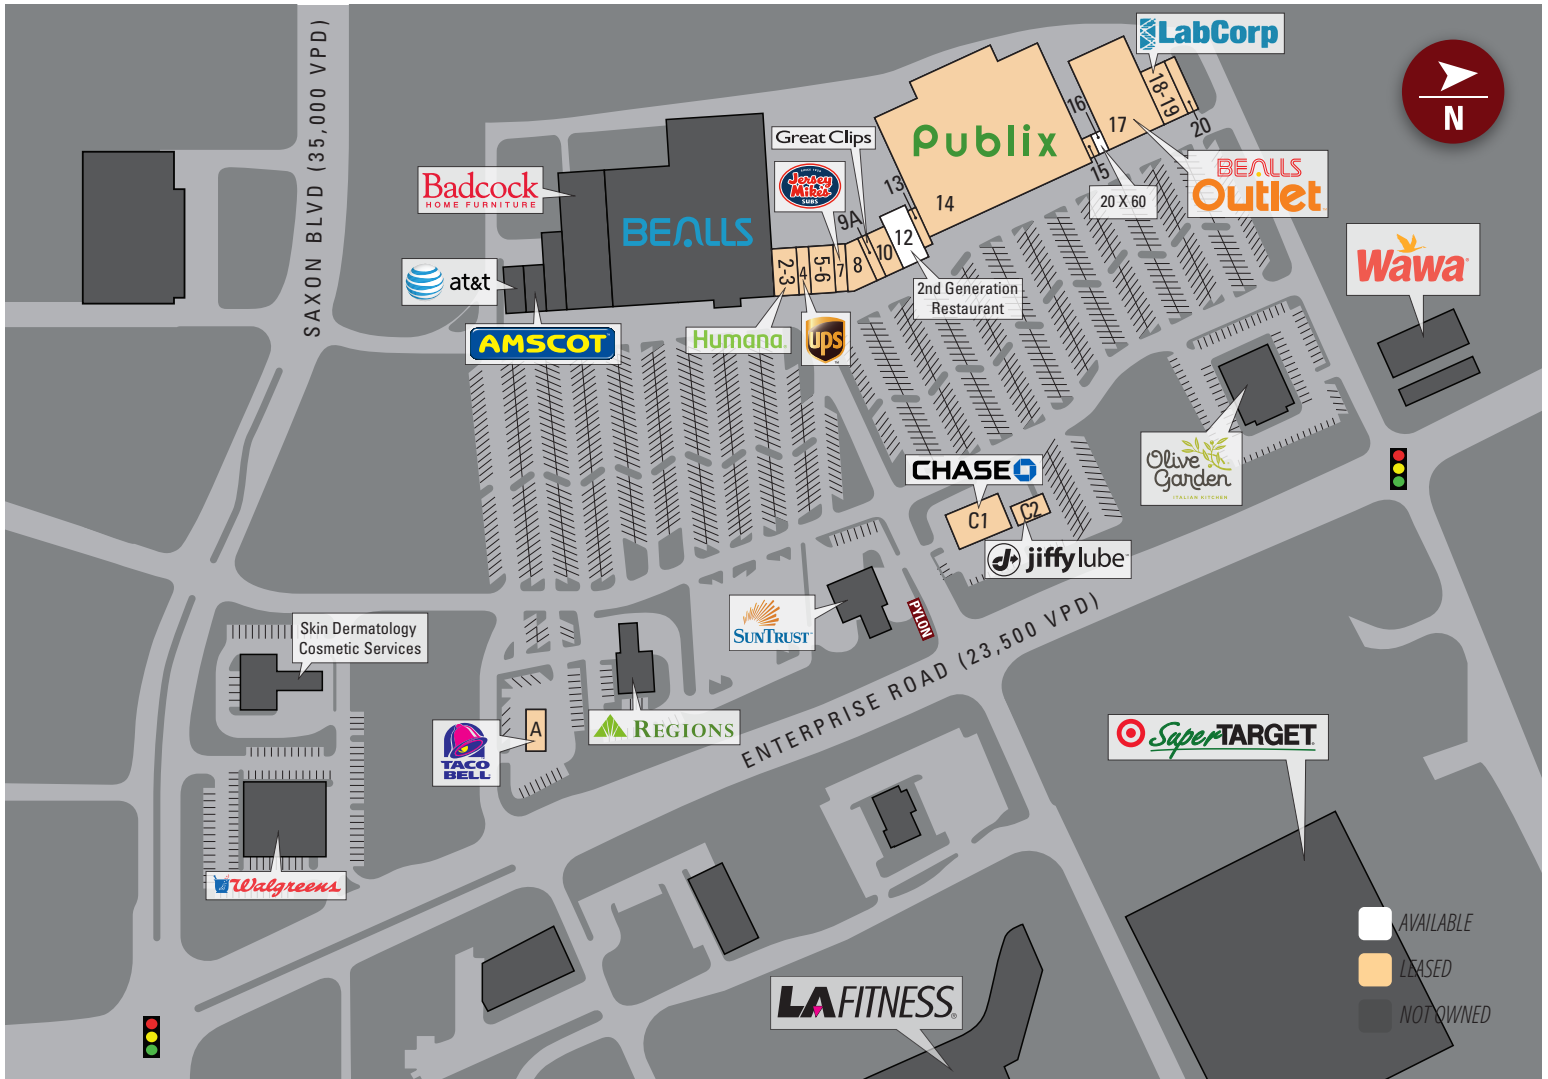 SAXON BLVD (35,000 VPD)
LabCorp
N
Great Clips
Publix
16
17
18-19
20
15
20 X 60
BEALLS
Outlet
Badcock
HOME FURNITURE
BEALLS
Jersey
Mike's
SUBS
9A
13
14
12
10
8
7
5-6
4
2-3
at&t
AMSCOT
Humana
ups
2nd Generation
Restaurant
Wawa
Olive
Garden
ITALIAN KITCHEN
CHASE
C1
C2
jiffy lube
SUNTRUST
PYLON
ENTERPRISE ROAD (23,500 VPD)
Skin Dermatology
Cosmetic Services
TACO
BELL
A
REGIONS
SuperTARGET
Walgreens
LA FITNESS
AVAILABLE
LEASED
NOT OWNED